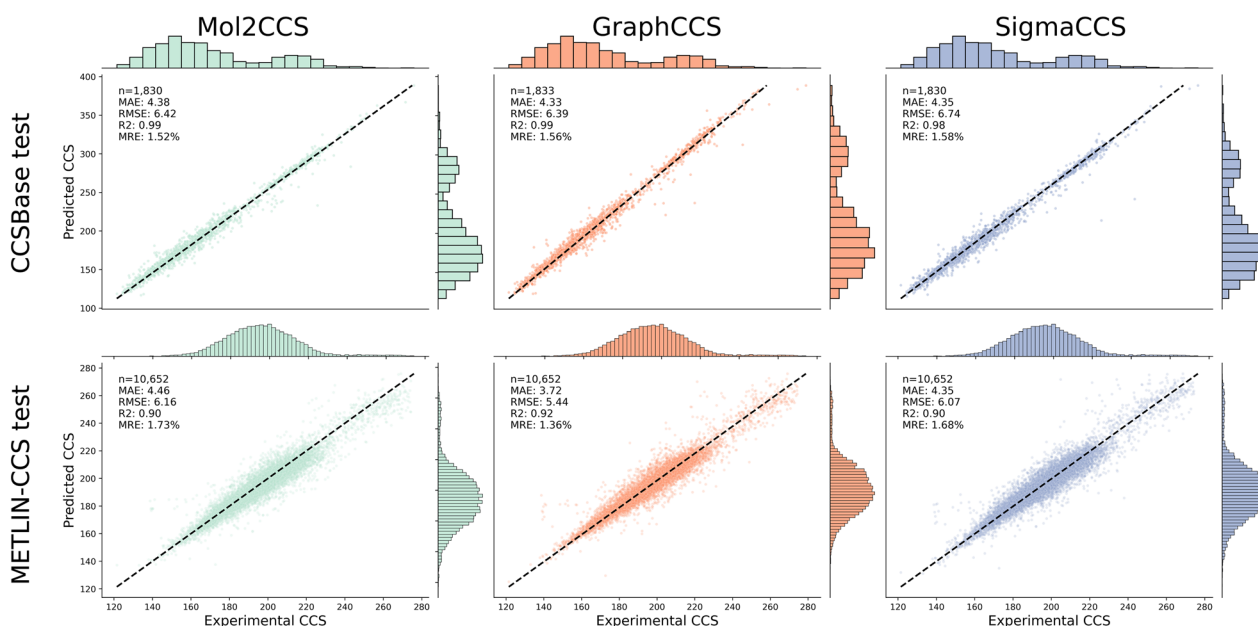 Mol2CCS
GraphCCS
SigmaCCS
CCSBase test
Predicted CCS
400
350
300
250
200
150
100
n=1,830
MAE: 4.38
RMSE: 6.42
R2: 0.99
MRE: 1.52%
n=1,833
MAE: 4.33
RMSE: 6.39
R2: 0.99
MRE: 1.56%
n=1,830
MAE: 4.35
RMSE: 6.74
R2: 0.98
MRE: 1.58%
METLIN-CCS test
Predicted CCS
280
260
240
220
200
180
160
140
120
n=10,652
MAE: 4.46
RMSE: 6.16
R2: 0.90
MRE: 1.73%
n=10,652
MAE: 3.72
RMSE: 5.44
R2: 0.92
MRE: 1.36%
n=10,652
MAE: 4.35
RMSE: 6.07
R2: 0.90
MRE: 1.68%
120 140 160 180 200 220 240 260 280
120 140 160 180 200 220 240 260 280
120 140 160 180 200 220 240 260 280
Experimental CCS
Experimental CCS
Experimental CCS